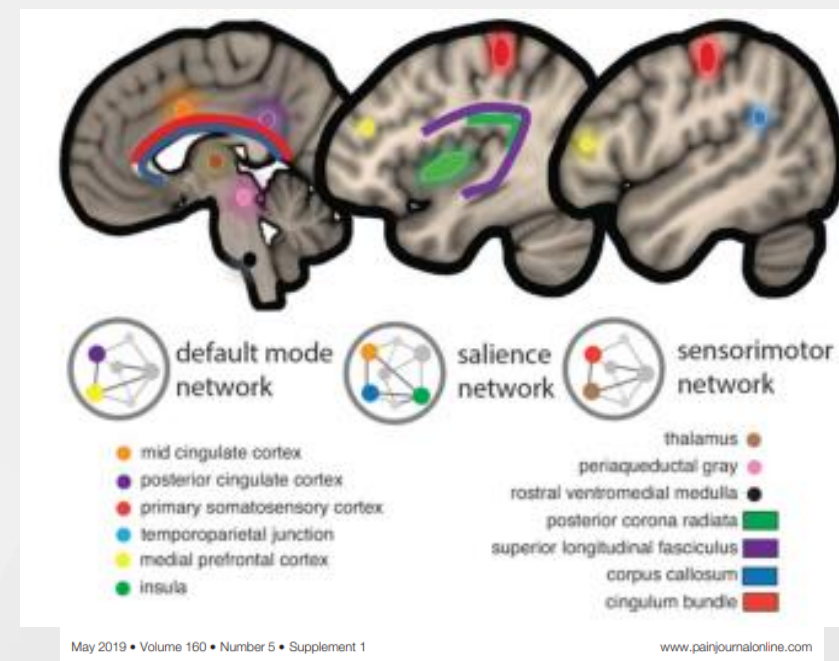 default mode
network
salience
network
sensorimotor
network
mid cingulate cortex
posterior cingulate cortex
primary somatosensory cortex
temporoparietal junction
medial prefrontal cortex
insula
thalamus
periaqueductal gray
rostral ventromedial medulla
posterior corona radiata
superior longitudinal fasciculus
corpus callosum
cingulum bundle
May 2019 • Volume 160 • Number 5 • Supplement 1
www.painjournalonline.com